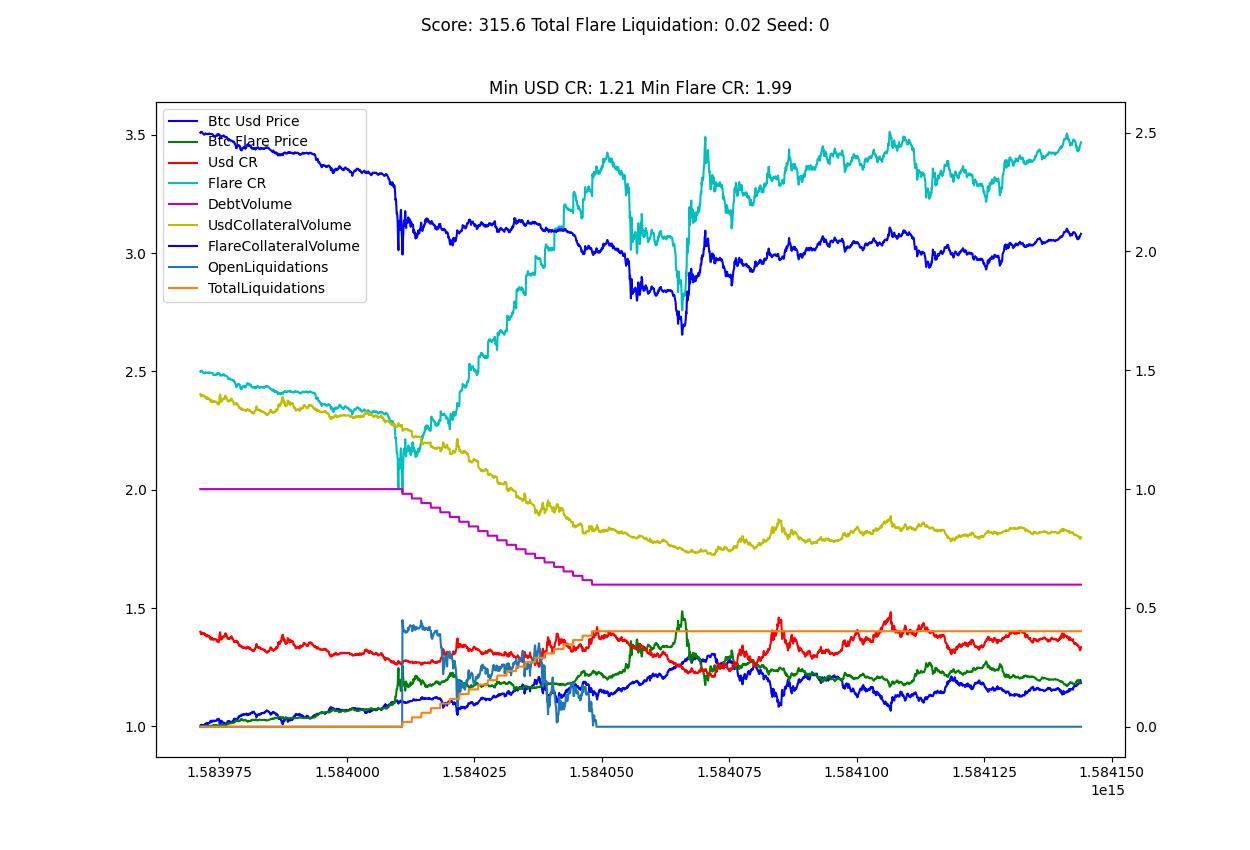 Score: 315.6 Total Flare Liquidation: 0.02 Seed: 0
Min USD CR: 1.21 Min Flare CR: 1.99
Btc Usd Price
Btc Flare Price
Usd CR
Flare CR
DebtVolume
UsdCollateralVolume
FlareCollateralVolume
OpenLiquidations
TotalLiquidations
3.5
3.0
2.5
2.0
1.5
1.0
2.5
2.0
1.5
1.0
0.5
0.0
1.583975 1.584000 1.584025 1.584050 1.584075 1.584100 1.584125 1.584150
1e15